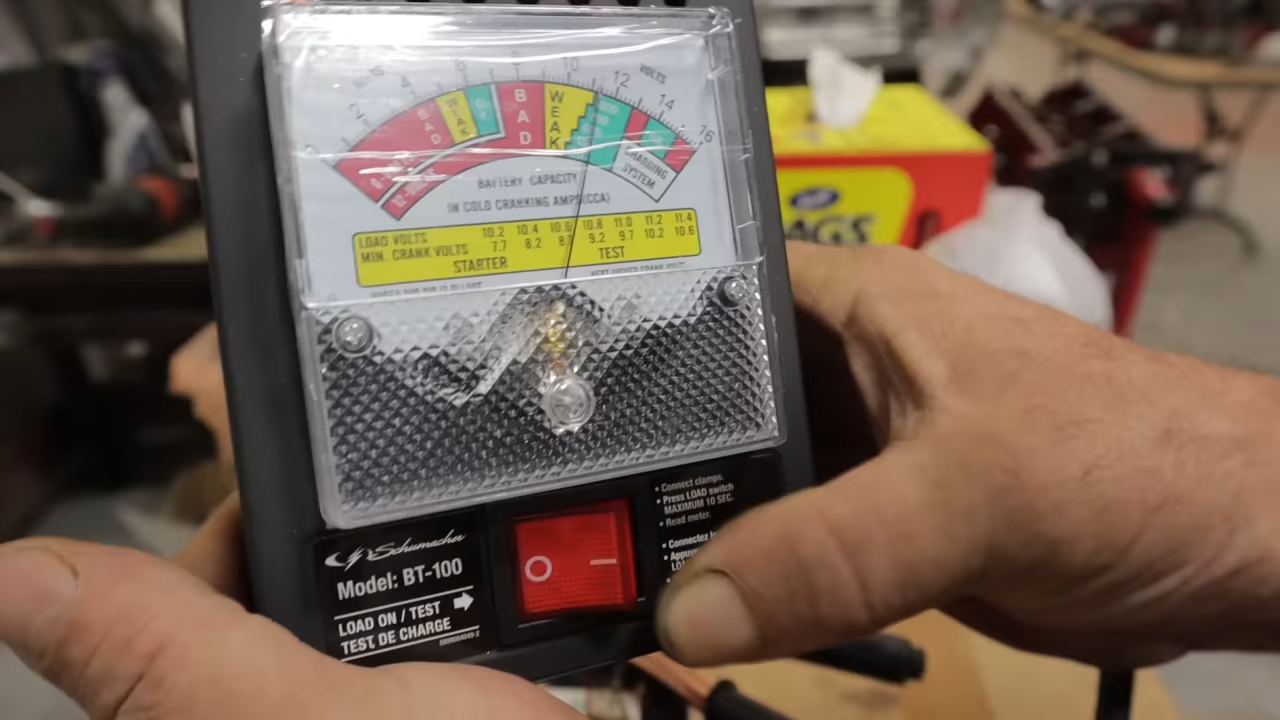 10 12 VOLTS
2 4 6 14 16
BAD WEAK BAD WEAK
CHARGING
SYSTEM
BATTERY CAPACITY
IN COLD CRANKING AMPS (CCA)
LOAD VOLTS 10.2 10.4 10.6 10.8 11.0 11.2 11.4
MIN. CRANK VOLTS 7.7 8.2 9.2 9.7 10.2 10.6
STARTER TEST
AGS
Schumacher
Model: BT-100
LOAD ON / TEST
TEST DE CHARGE
• Connect clamps.
• Press LOAD switch
MAXIMUM 10 SEC.
• Read meter.
• Connectez